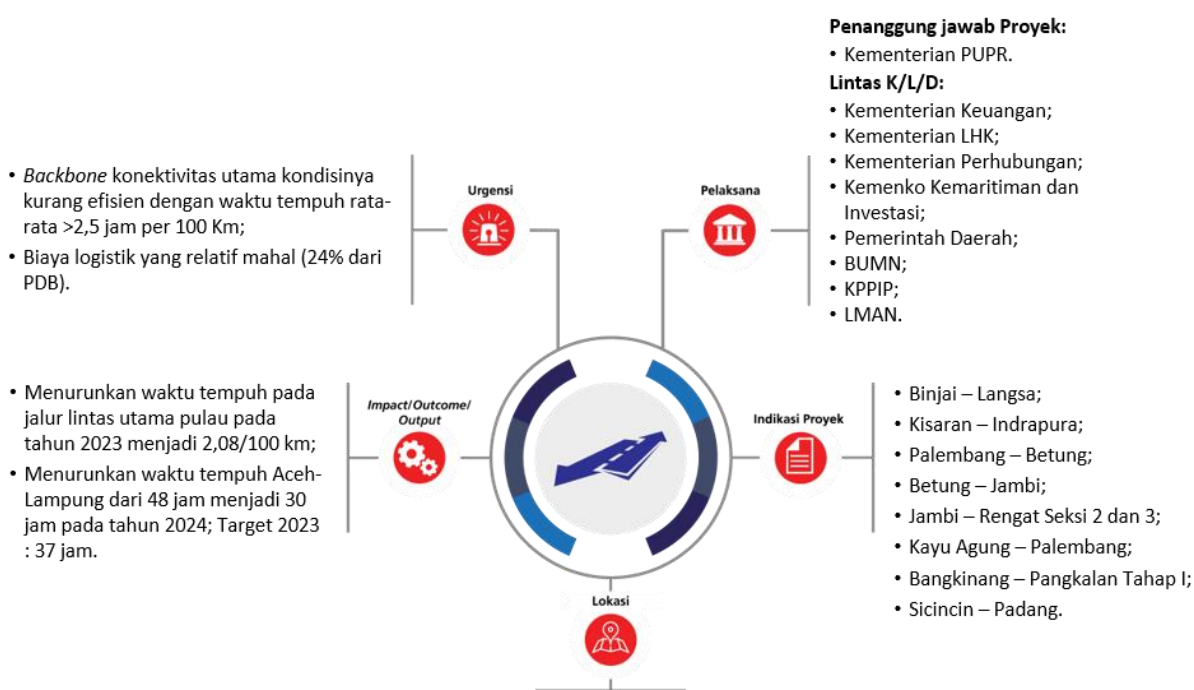 Urgensi
• Backbone konektivitas utama kondisinya
kurang efisien dengan waktu tempuh rata-
rata >2,5 jam per 100 Km;
• Biaya logistik yang relatif mahal (24% dari
PDB).
Pelaksana
Penanggung jawab Proyek:
• Kementerian PUPR.
Lintas K/L/D:
• Kementerian Keuangan;
• Kementerian LHK;
• Kementerian Perhubungan;
• Kemenko Kemaritiman dan
Investasi;
• Pemerintah Daerah;
• BUMN;
• KPPIP;
• LMAN.
Impact/Outcome/
Output
• Menurunkan waktu tempuh pada
jalur lintas utama pulau pada
tahun 2023 menjadi 2,08/100 km;
• Menurunkan waktu tempuh Aceh-
Lampung dari 48 jam menjadi 30
jam pada tahun 2024; Target 2023
: 37 jam.
Indikasi Proyek
• Binjai – Langsa;
• Kisaran – Indrapura;
• Palembang – Betung;
• Betung – Jambi;
• Jambi – Rengat Seksi 2 dan 3;
• Kayu Agung – Palembang;
• Bangkinang – Pangkalan Tahap I;
• Sicincin – Padang.
Lokasi